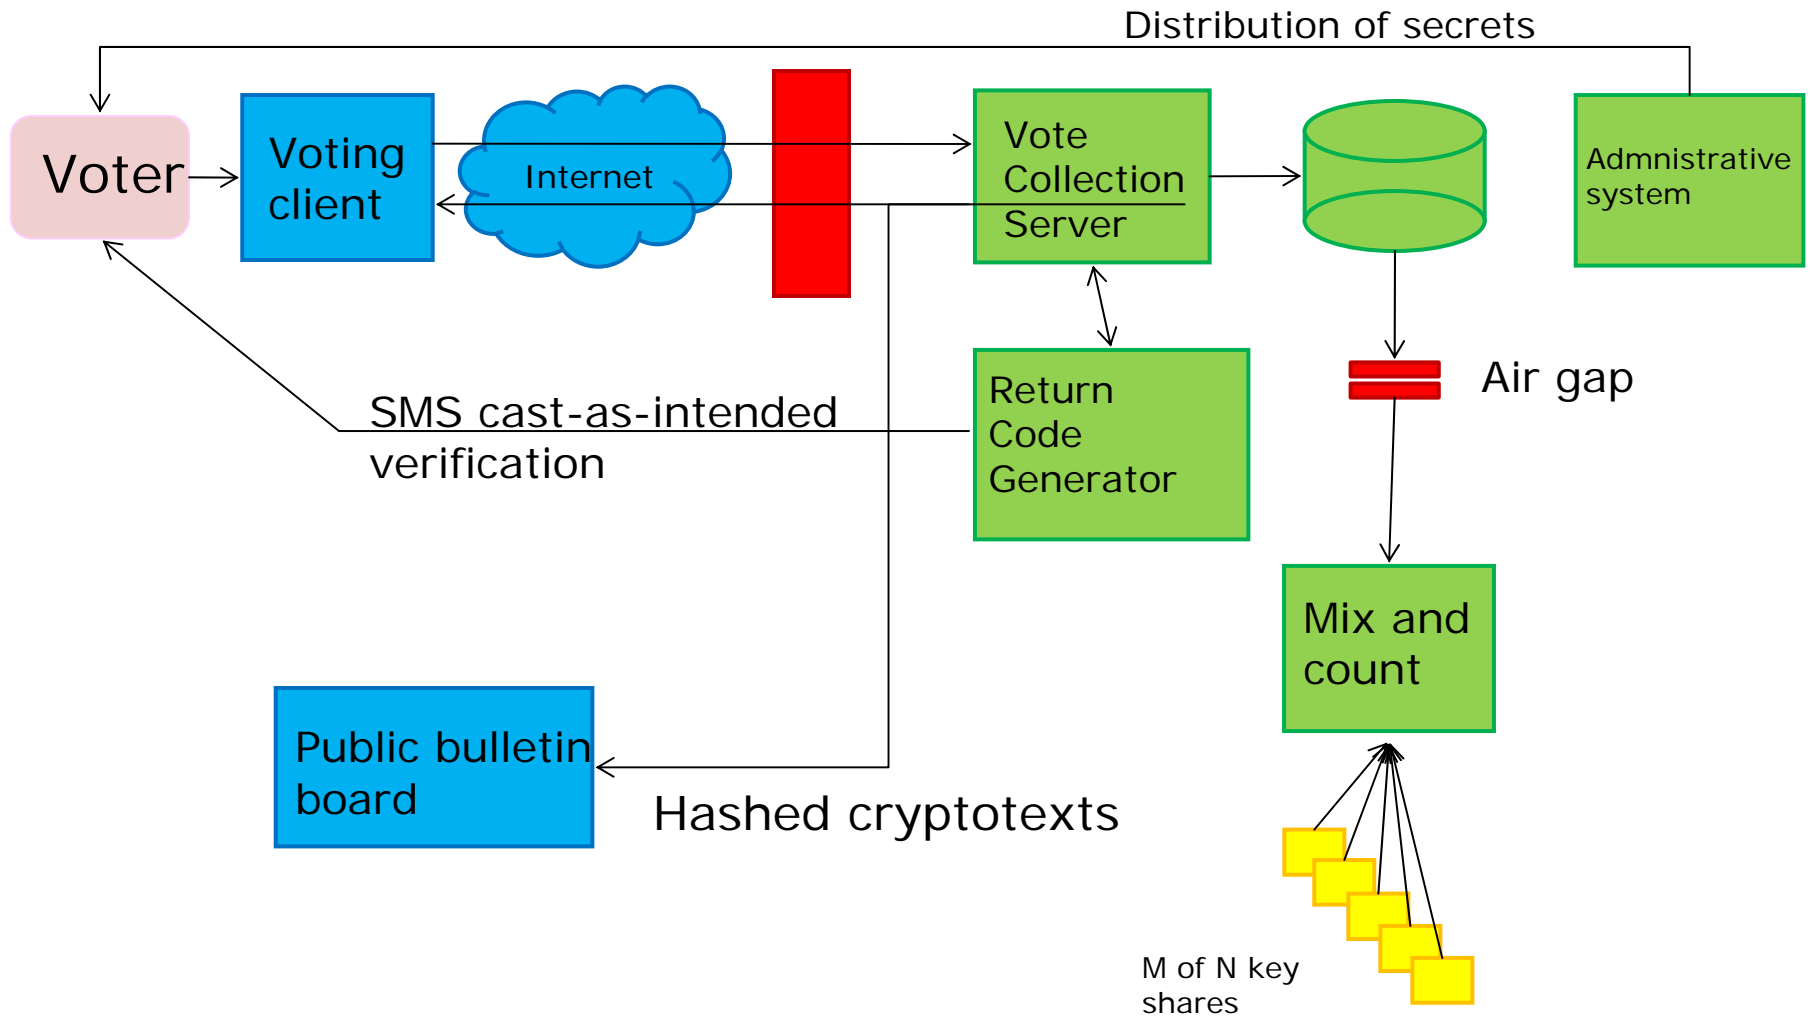 Distribution of secrets
Voter
Voting
client
Internet
Vote
Collection
Server
Admnistrative
system
SMS cast-as-intended
verification
Return
Code
Generator
Air gap
Mix and
count
Public bulletin
board
Hashed cryptotexts
M of N key
shares